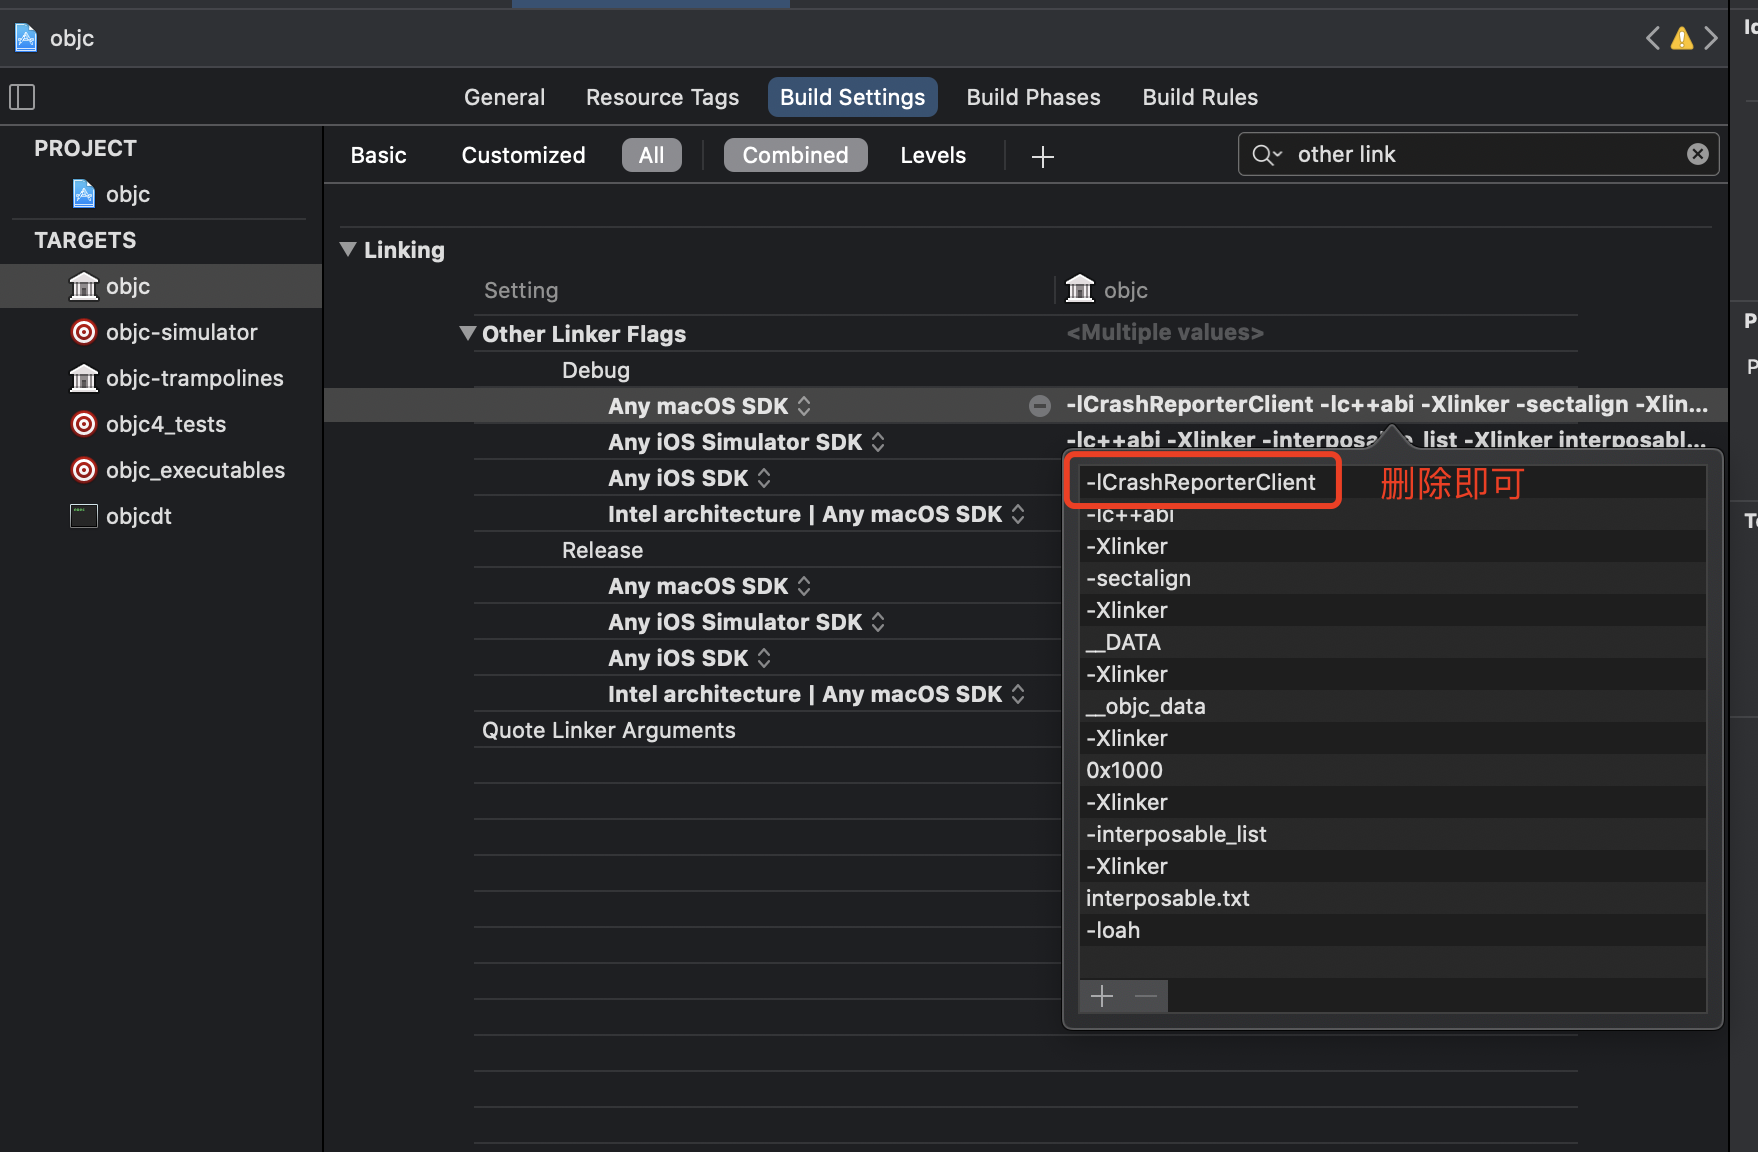 objc
Id
General Resource Tags Build Settings Build Phases Build Rules
Basic Customized All Combined Levels other link
PROJECT
objc
TARGETS
objc
objc-simulator
objc-trampolines
objc4_tests
objc_executables
objcdt
Linking
Setting objc
Other Linker Flags <Multiple values>
Debug
Any macOS SDK -lCrashReporterClient -lc++abi -Xlinker -sectalign -Xlin...
Any iOS Simulator SDK -lc++abi -Xlinker -interposable_list -Xlinker interposabl...
Any iOS SDK
Intel architecture | Any macOS SDK
Release
Any macOS SDK
Any iOS Simulator SDK
Any iOS SDK
Intel architecture | Any macOS SDK
Quote Linker Arguments
-lCrashReporterClient 删除即可
-lc++abi
-Xlinker
-sectalign
-Xlinker
__DATA
-Xlinker
__objc_data
-Xlinker
0x1000
-Xlinker
-interposable_list
-Xlinker
interposable.txt
-loah
P
P
Te